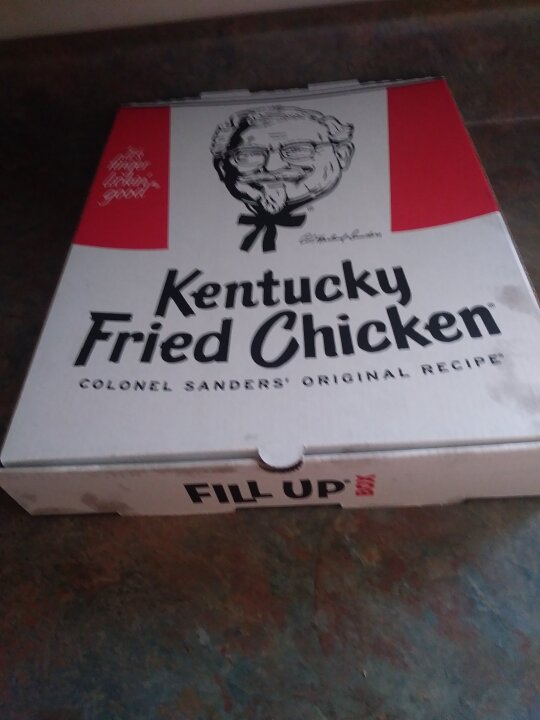 it's
finger
lickin'
good
Kentucky
Fried Chicken®
COLONEL SANDERS' ORIGINAL RECIPE®
FILL UP® BOX